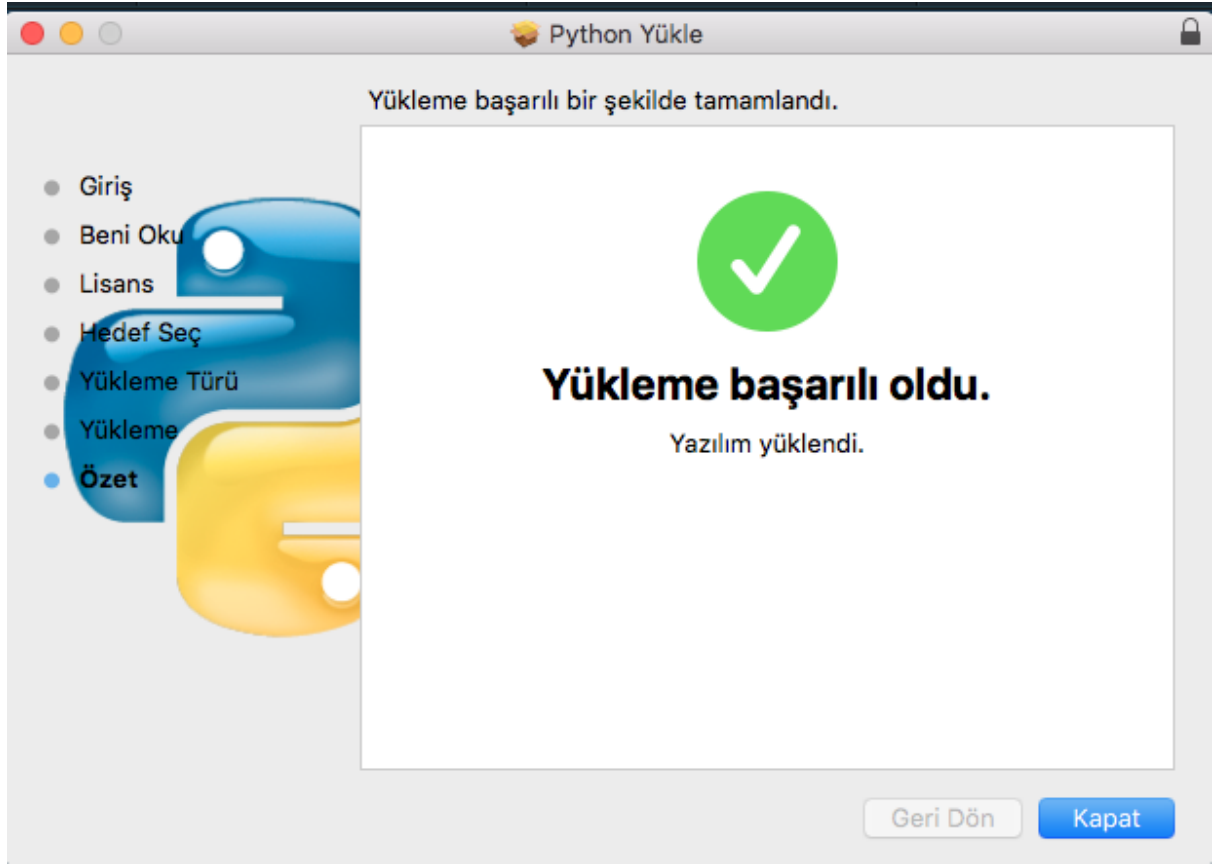 Python Yükle
Yükleme başarılı bir şekilde tamamlandı.
Giriş
Beni Oku
Lisans
Hedef Seç
Yükleme Türü
Yükleme
Özet
Yükleme başarılı oldu.
Yazılım yüklendi.
Geri Dön
Kapat